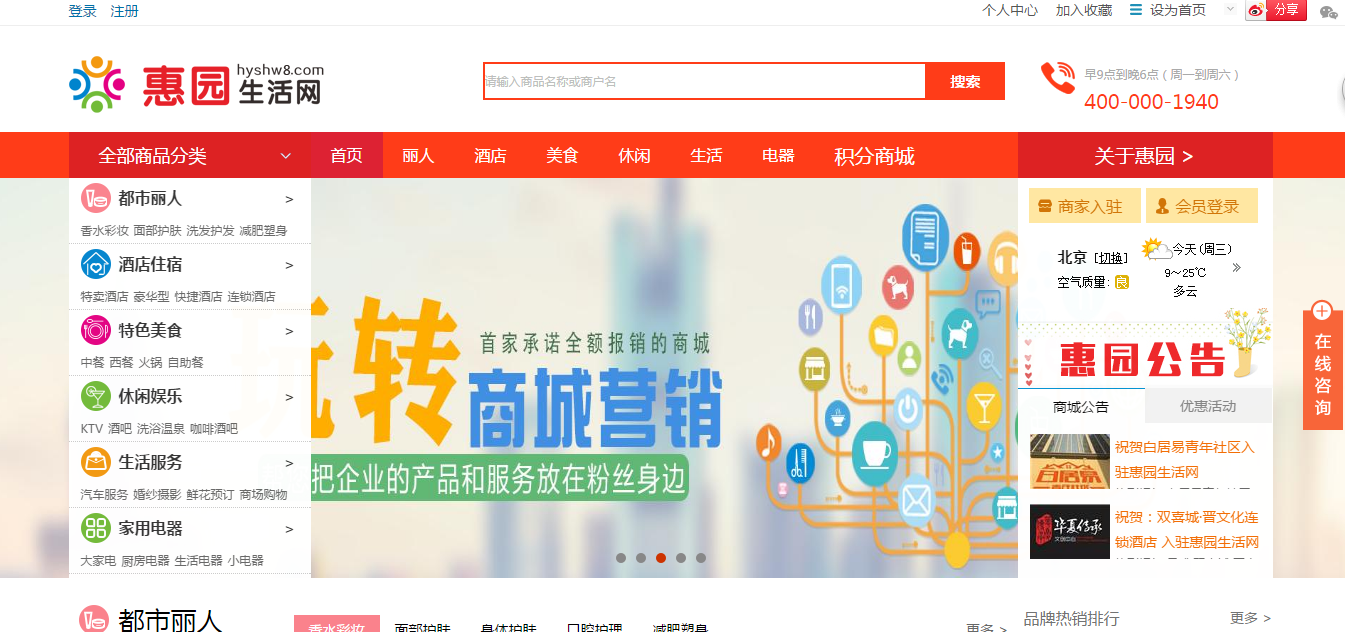 登录 注册
个人中心 加入收藏 设为首页 分享
惠园 hyshw8.com 生活网
请输入商品名称或商户名 搜索
早9点到晚6点 ( 周一到周六 )
400-000-1940
全部商品分类 首页 丽人 酒店 美食 休闲 生活 电器 积分商城 关于惠园 >
都市丽人 >
香水彩妆 面部护肤 洗发护发 减肥塑身
酒店住宿 >
特卖酒店 豪华型 快捷酒店 连锁酒店
特色美食 >
中餐 西餐 火锅 自助餐
休闲娱乐 >
KTV 酒吧 洗浴温泉 咖啡酒吧
生活服务 >
汽车服务 婚纱摄影 鲜花预订 商场购物
家用电器 >
大家电 厨房电器 生活电器 小电器
玩转
首家承诺全额报销的商城
商城营销
把企业的产品和服务放在粉丝身边
商家入驻 会员登录
北京 [切换]
空气质量: 良
今天(周三)
9～25℃
多云
惠园公告
商城公告 优惠活动
白居易
祝贺白居易青年社区入
驻惠园生活网
华夏传承
祝贺：双喜城·晋文化连
锁酒店 入驻惠园生活网
在线咨询
都市丽人
香水彩妆 面部护肤 身体护肤 口腔护理 减肥塑身 更多 >
品牌热销排行 更多 >